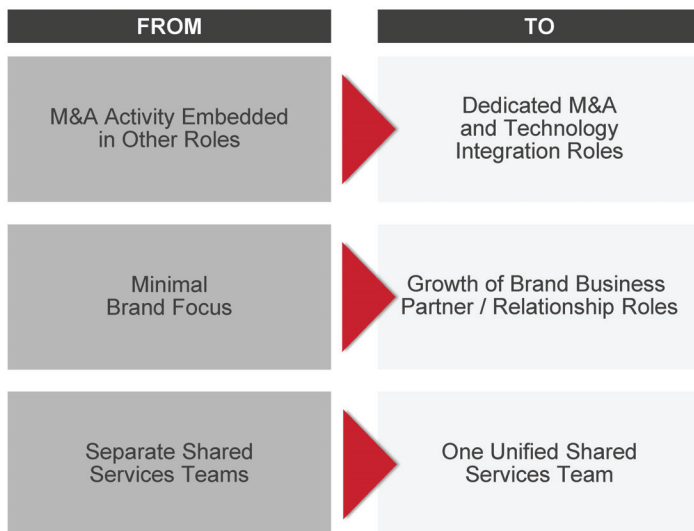 FROM
TO
M&A Activity Embedded
in Other Roles
Dedicated M&A
and Technology
Integration Roles
Minimal
Brand Focus
Growth of Brand Business
Partner / Relationship Roles
Separate Shared
Services Teams
One Unified Shared
Services Team